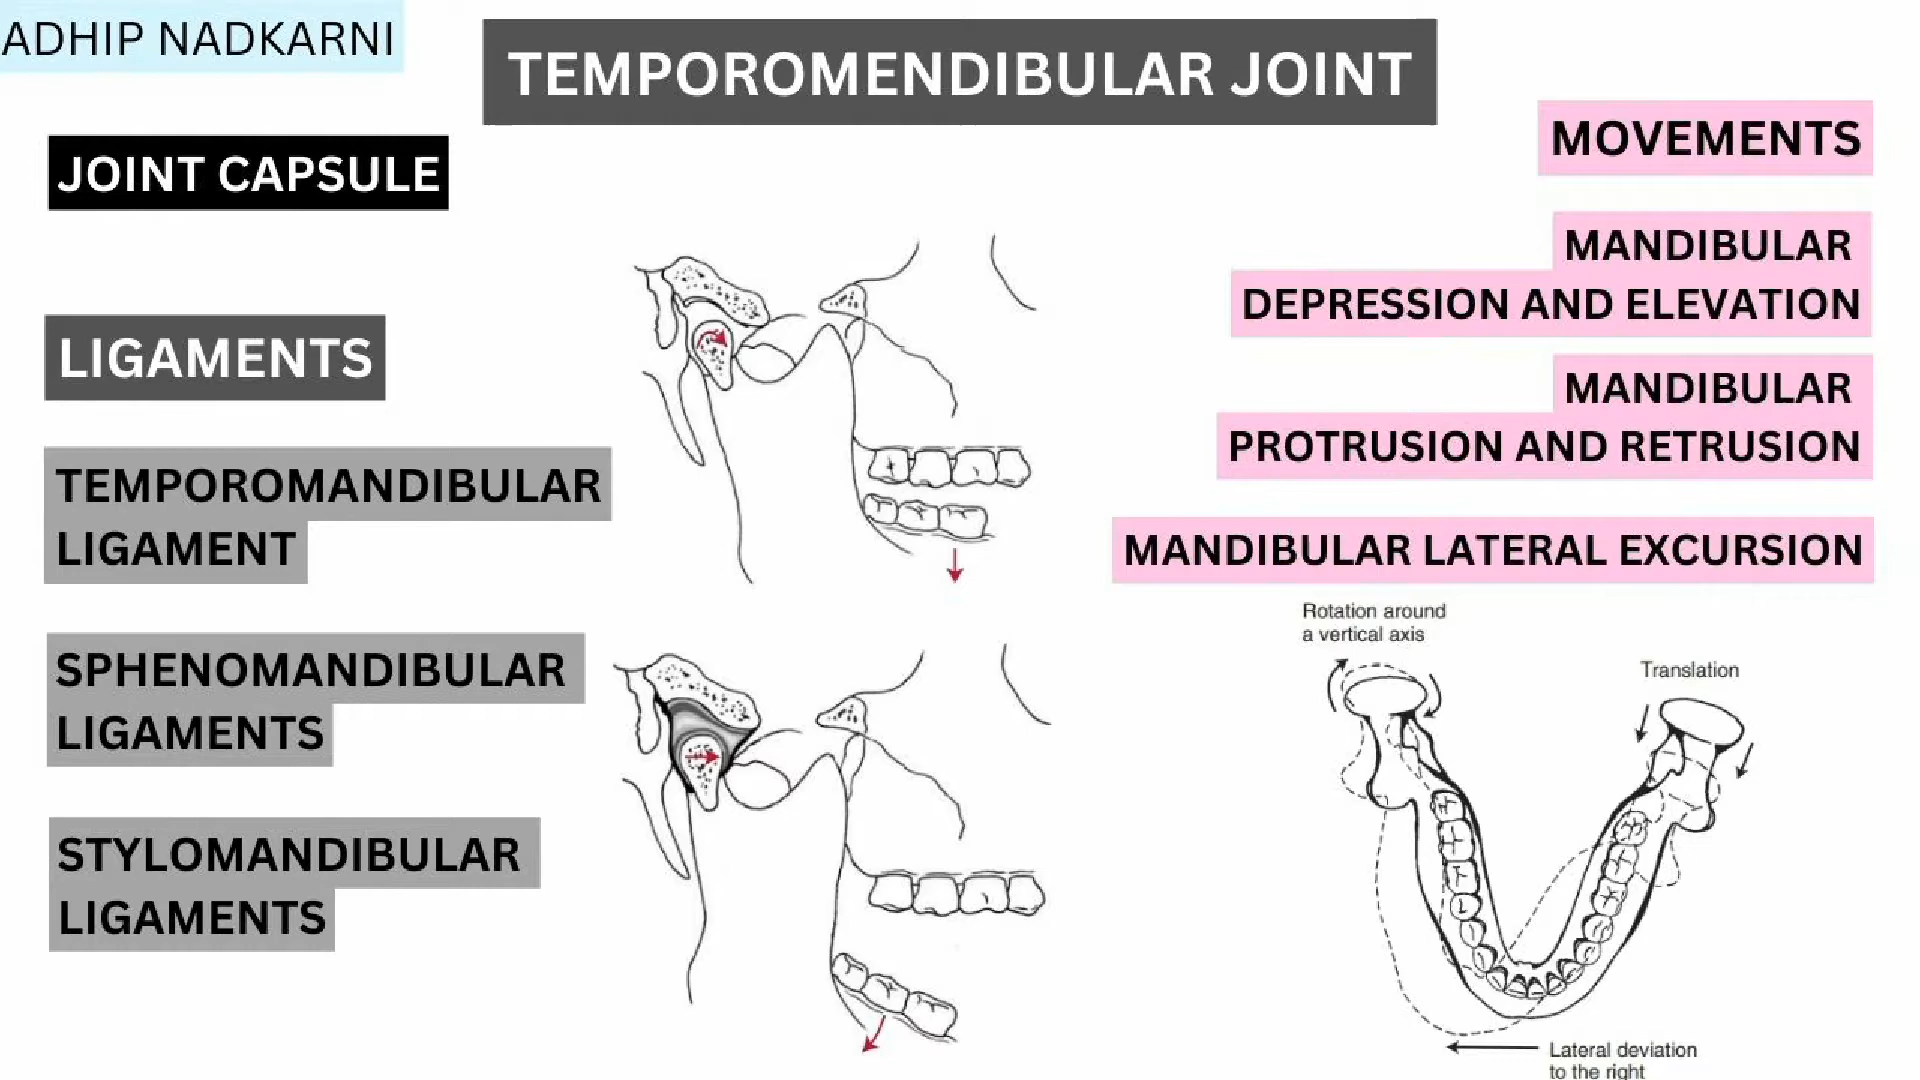 ADHIP NADKARNI
TEMPOROMENDIBULAR JOINT
JOINT CAPSULE
LIGAMENTS
TEMPOROMANDIBULAR
LIGAMENT
SPHENOMANDIBULAR
LIGAMENTS
STYLOMANDIBULAR
LIGAMENTS
MOVEMENTS
MANDIBULAR
DEPRESSION AND ELEVATION
MANDIBULAR
PROTRUSION AND RETRUSION
MANDIBULAR LATERAL EXCURSION
Rotation around
a vertical axis
Translation
Lateral deviation
to the right